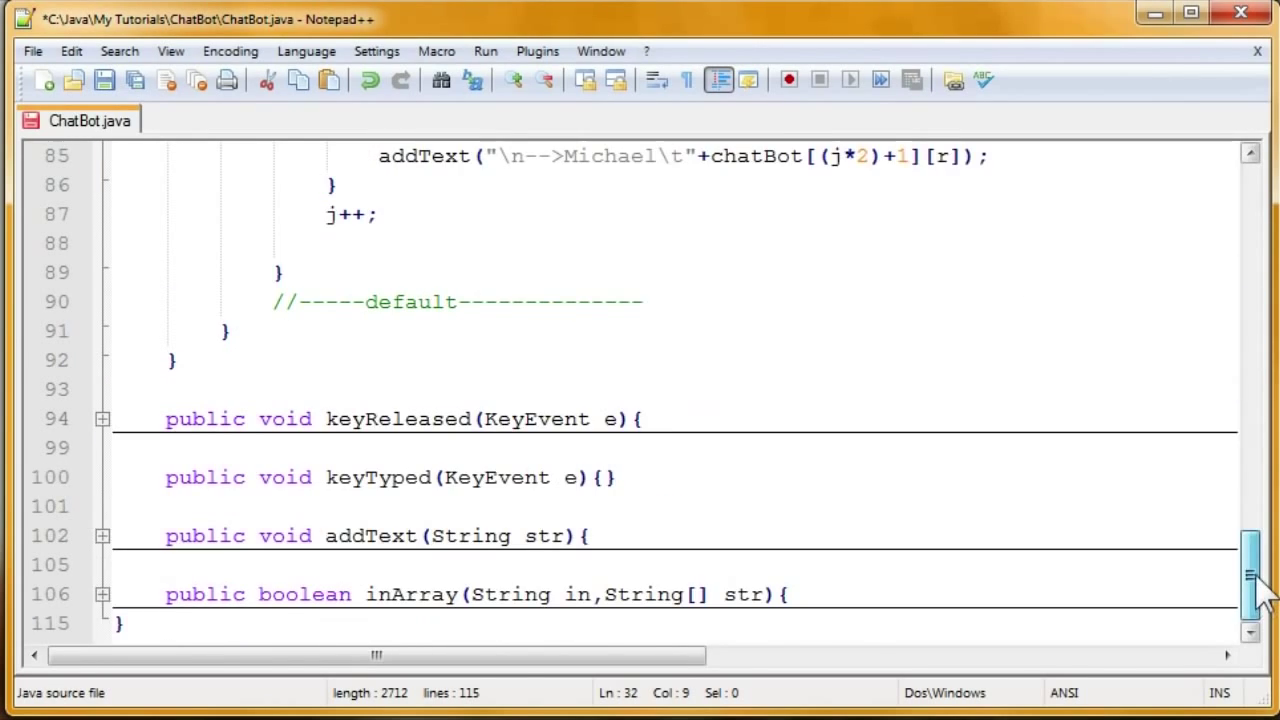 *C:\Java\My Tutorials\ChatBot\ChatBot.java - Notepad++
File Edit Search View Encoding Language Settings Macro Run Plugins Window ? X
ChatBot.java
85 addText("\n-->Michael\t"+chatBot[(j*2)+1][r]);
86 }
87 j++;
88
89 }
90 //-----default--------------
91 }
92 }
93
94 public void keyReleased(KeyEvent e){
99
100 public void keyTyped(KeyEvent e){}
101
102 public void addText(String str){
105
106 public boolean inArray(String in,String[] str){
115 }
Java source file length : 2712 lines : 115 Ln : 32 Col : 9 Sel : 0 Dos\Windows ANSI INS